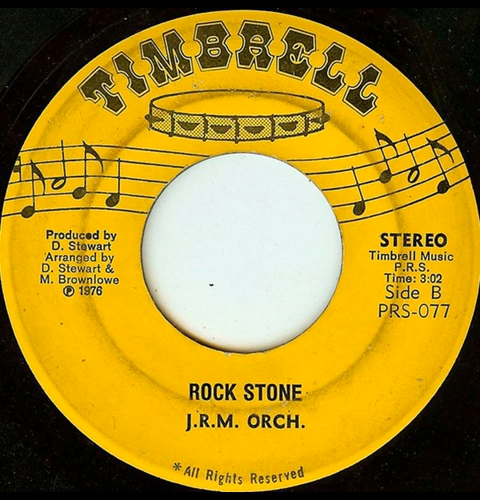 TIMBRELL
Produced by
D. Stewart
Arranged by
D. Stewart &
M. Brownlowe
℗ 1976
STEREO
Timbrell Music
P.R.S.
Time: 3:02
Side B
PRS-077
ROCK STONE
J.R.M. ORCH.
*All Rights Reserved